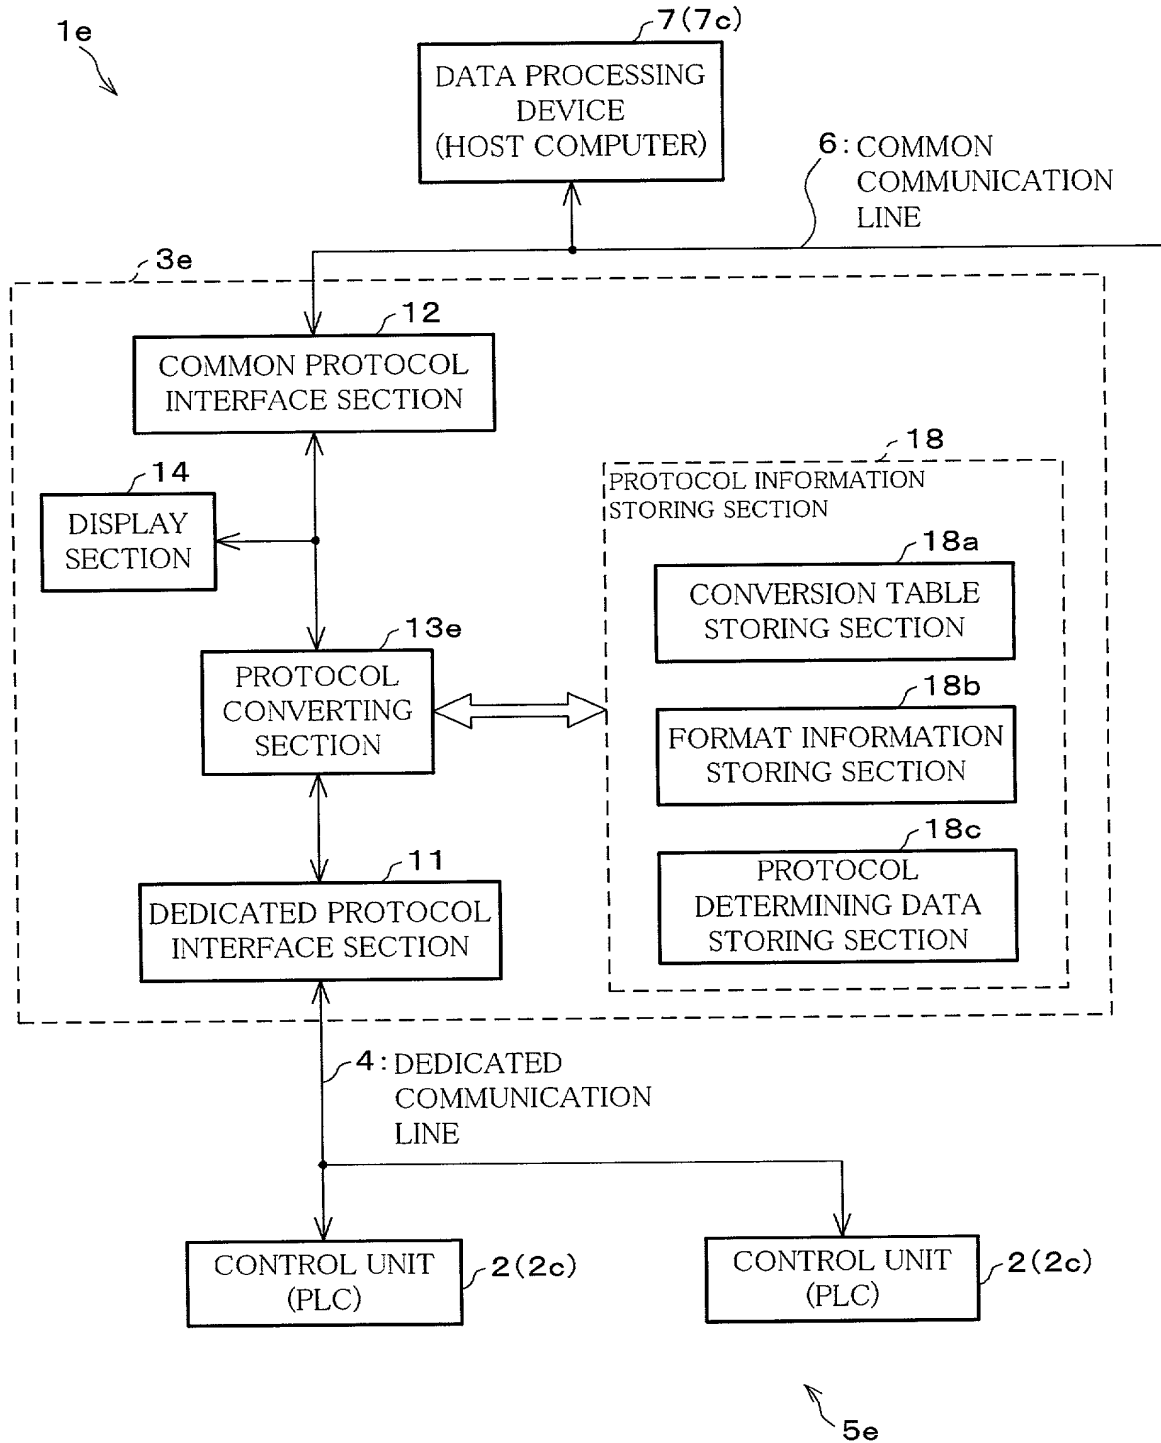 1e
7(7c)
DATA PROCESSING
DEVICE
(HOST COMPUTER)
6: COMMON
COMMUNICATION
LINE
3e
12
COMMON PROTOCOL
INTERFACE SECTION
14
DISPLAY
SECTION
18
PROTOCOL INFORMATION
STORING SECTION
18a
CONVERSION TABLE
STORING SECTION
13e
PROTOCOL
CONVERTING
SECTION
18b
FORMAT INFORMATION
STORING SECTION
18c
PROTOCOL
DETERMINING DATA
STORING SECTION
11
DEDICATED PROTOCOL
INTERFACE SECTION
4: DEDICATED
COMMUNICATION
LINE
CONTROL UNIT
(PLC)
2(2c)
CONTROL UNIT
(PLC)
2(2c)
5e